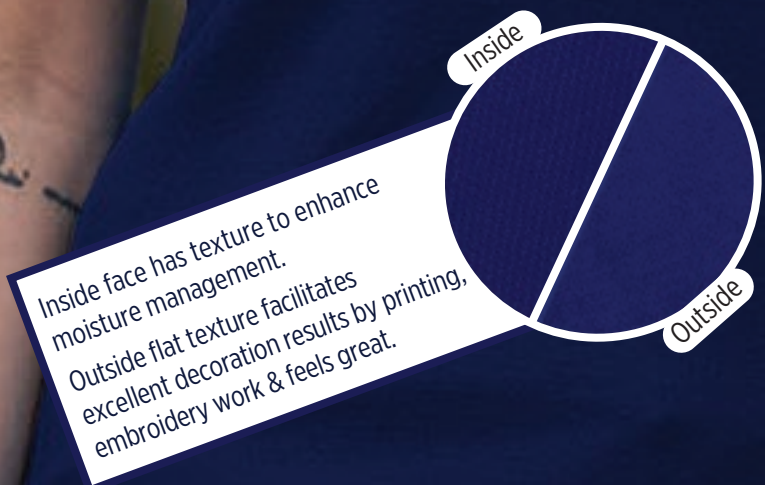 Inside
Inside face has texture to enhance
moisture management.
Outside flat texture facilitates
excellent decoration results by printing,
embroidery work & feels great.
Outside